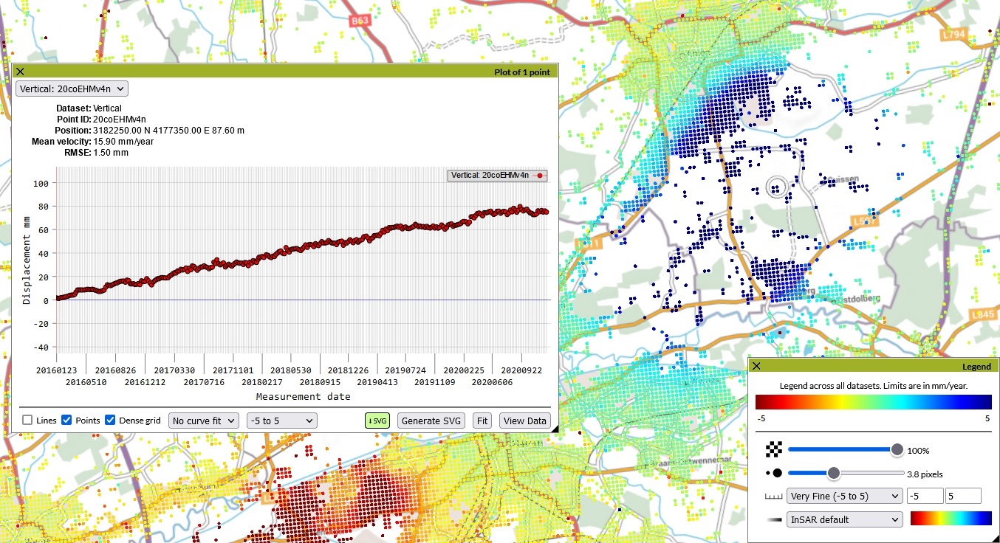 B63
L794
Plot of 1 point
Vertical: 20coEHMv4n
Dataset: Vertical
Point ID: 20coEHMv4n
Position: 3182250.00 N 4177350.00 E 87.60 m
Mean velocity: 15.90 mm/year
RMSE: 1.50 mm
Vertical: 20coEHMv4n
Displacement mm
100
80
60
40
20
0
-20
-40
20160123
20160826
20170330
20171101
20180530
20181226
20190724
20200225
20200922
20160510
20161212
20170716
20180217
20180915
20190413
20191109
20200606
Measurement date
Lines
Points
Dense grid
No curve fit
-5 to 5
SVG
Generate SVG
Fit
View Data
L845
Legend
Legend across all datasets. Limits are in mm/year.
-5
5
100%
3.8 pixels
Very Fine (-5 to 5)
-5
5
InSAR default